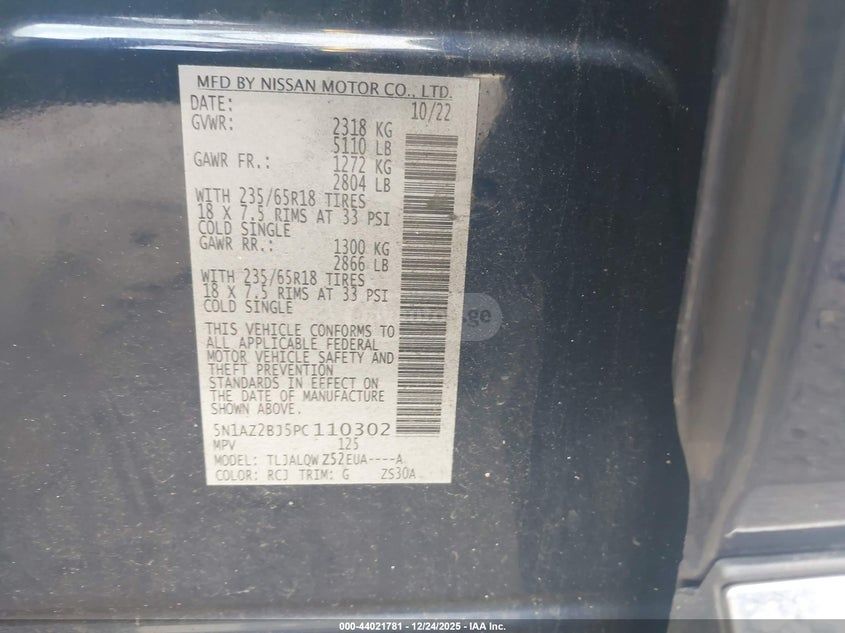 MFD BY NISSAN MOTOR CO., LTD.
DATE: 10/22
GVWR: 2318 KG
5110 LB
GAWR FR.: 1272 KG
2804 LB
WITH 235/65R18 TIRES
18 X 7.5 RIMS AT 33 PSI
COLD SINGLE
GAWR RR.: 1300 KG
2866 LB
WITH 235/65R18 TIRES
18 X 7.5 RIMS AT 33 PSI
COLD SINGLE
THIS VEHICLE CONFORMS TO
ALL APPLICABLE FEDERAL
MOTOR VEHICLE SAFETY AND
THEFT PREVENTION
STANDARDS IN EFFECT ON
THE DATE OF MANUFACTURE
SHOWN ABOVE.
5N1AZ2BJ5PC110302
MPV 125
MODEL: TLJALQW Z52EUA----A
COLOR: RCJ TRIM: G ZS30A
000-44021781 - 12/24/2025 - IAA Inc.